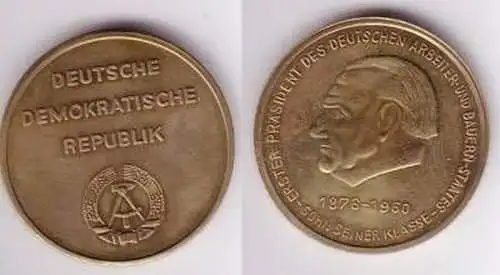 DEUTSCHE
DEMOKRATISCHE
REPUBLIK
ERSTER PRÄSIDENT DES DEUTSCHEN ARBEITER-UND BAUERN-STAATES
SOHN SEINER KLASSE
1876-1960